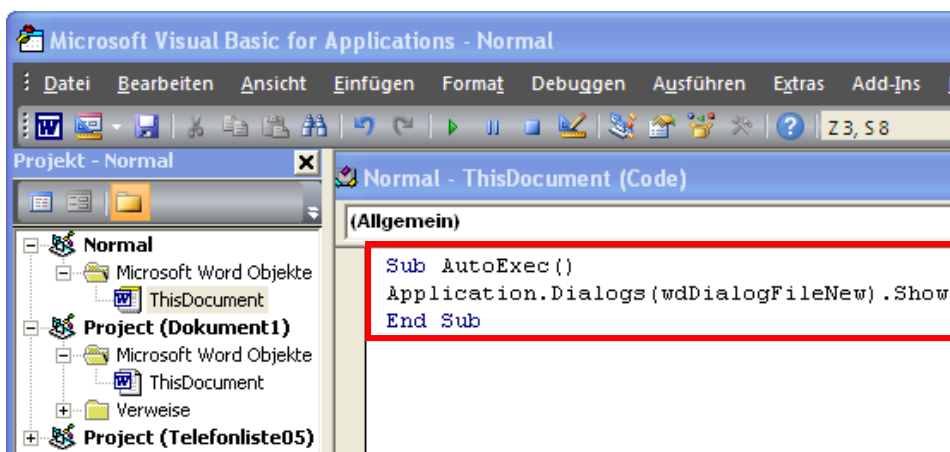 Microsoft Visual Basic for Applications - Normal
Datei Bearbeiten Ansicht Einfügen Format Debuggen Ausführen Extras Add-Ins
Z 3, S 8
Projekt - Normal
Normal - ThisDocument (Code)
(Allgemein)
Normal
Microsoft Word Objekte
ThisDocument
Project (Dokument1)
Microsoft Word Objekte
ThisDocument
Verweise
Project (Telefonliste05)
Sub AutoExec()
Application.Dialogs(wdDialogFileNew).Show
End Sub